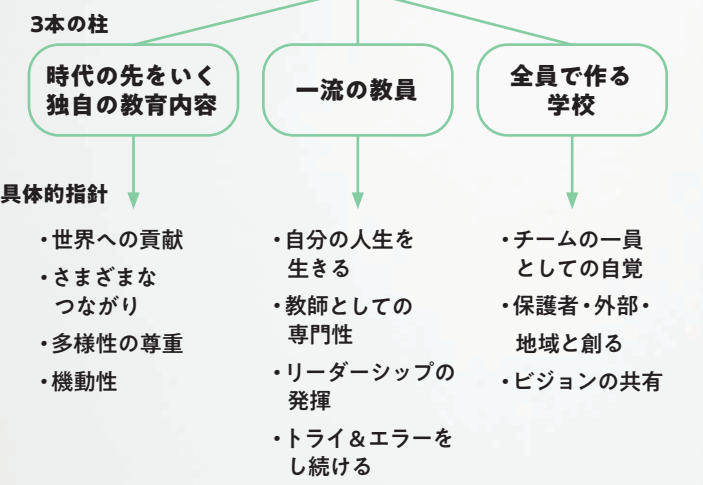 3本の柱
時代の先をいく
独自の教育内容
一流の教員
全員で作る
学校
具体的指針
・世界への貢献
・さまざまな
つながり
・多様性の尊重
・機動性
・自分の人生を
生きる
・教師としての
専門性
・リーダーシップの
発揮
・トライ＆エラーを
し続ける
・チームの一員
としての自覚
・保護者・外部・
地域と創る
・ビジョンの共有